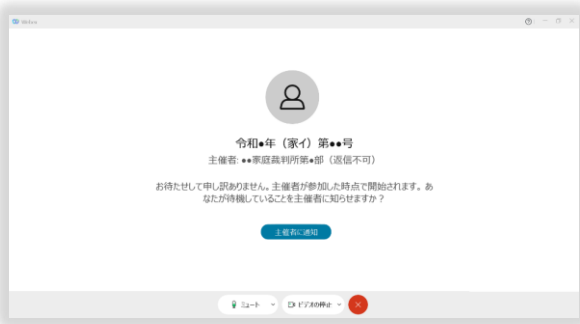 Webex
令和●年（家イ）第●●号
主催者: ●●家庭裁判所第●部（返信不可）
お待たせして申し訳ありません。主催者が参加した時点で開始されます。あ
なたが待機していることを主催者に知らせますか？
主催者に通知
ミュート
ビデオの停止